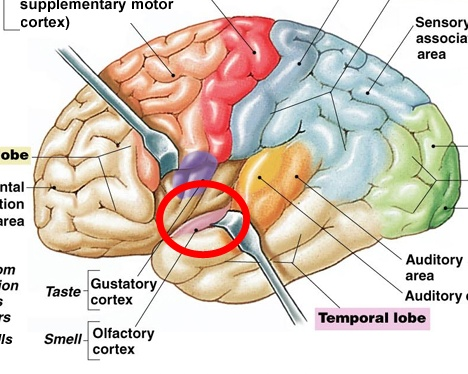 supplementary motor
cortex)
Sensory
associa
area
obe
ntal
tion
area
om
ion
s
rs
lls
Taste
Gustatory
cortex
Smell
Olfactory
cortex
Auditory
area
Auditory
Temporal lobe